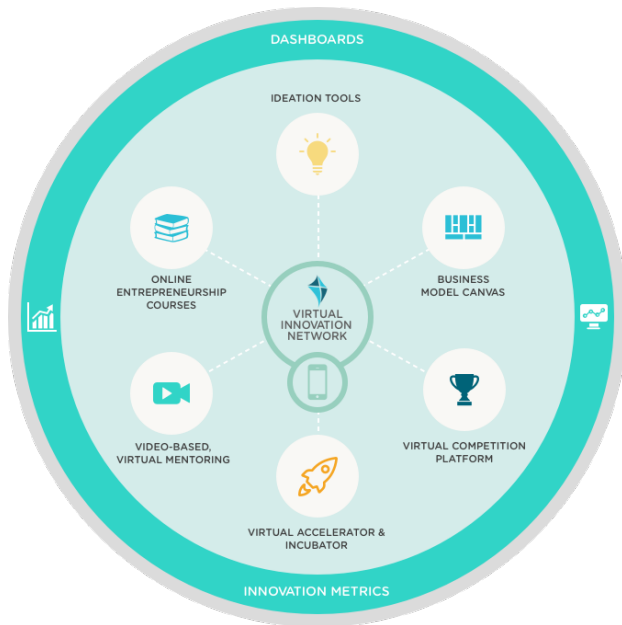 DASHBOARDS
IDEATION TOOLS
ONLINE
ENTREPRENEURSHIP
COURSES
BUSINESS
MODEL CANVAS
VIRTUAL
INNOVATION
NETWORK
VIDEO-BASED,
VIRTUAL MENTORING
VIRTUAL COMPETITION
PLATFORM
VIRTUAL ACCELERATOR &
INCUBATOR
INNOVATION METRICS